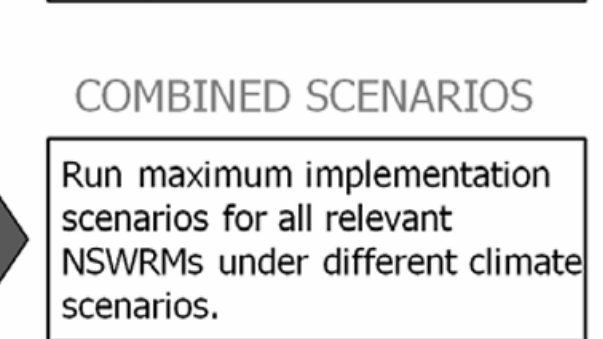 COMBINED SCENARIOS
Run maximum implementation
scenarios for all relevant
NSWRMs under different climate
scenarios.